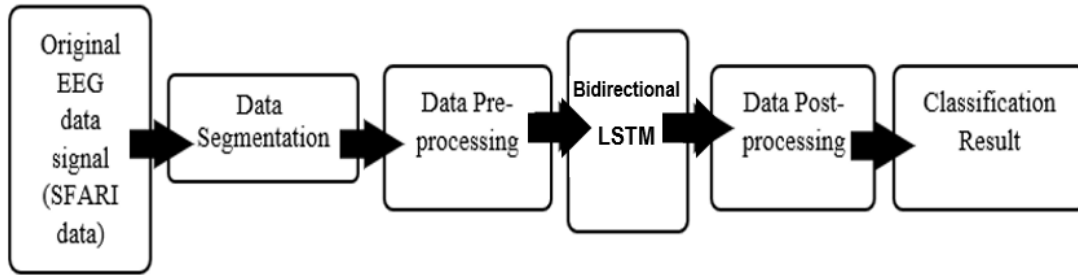 Original
EEG
data
signal
(SFARI
data)
Data
Segmentation
Data Pre-
processing
Bidirectional
LSTM
Data Post-
processing
Classification
Result